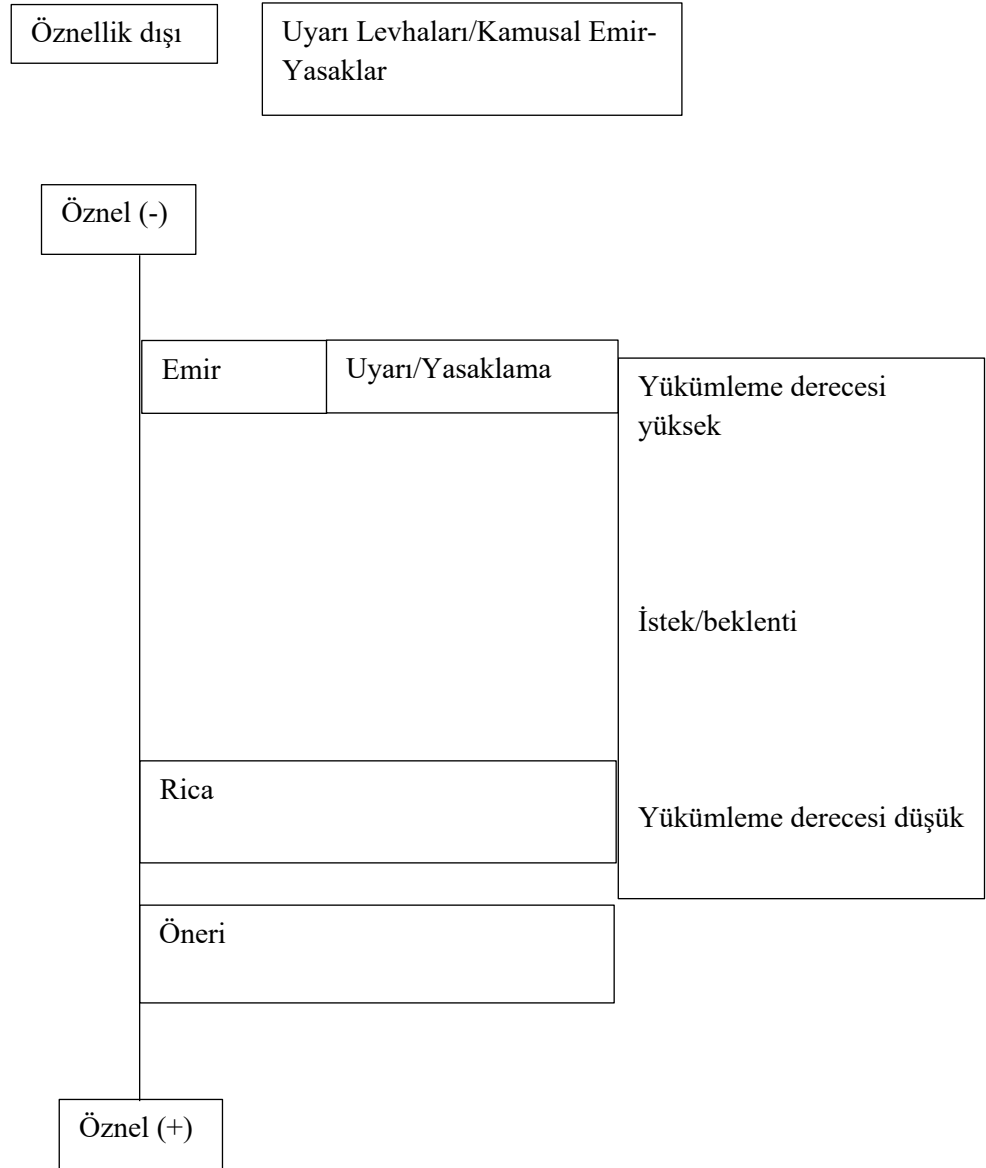 Öznellik dışı
Uyarı Levhaları/Kamusal Emir-
Yasaklar
Öznel (-)
Emir
Uyarı/Yasaklama
Yükümleme derecesi
yüksek
İstek/beklenti
Rica
Yükümleme derecesi düşük
Öneri
Öznel (+)